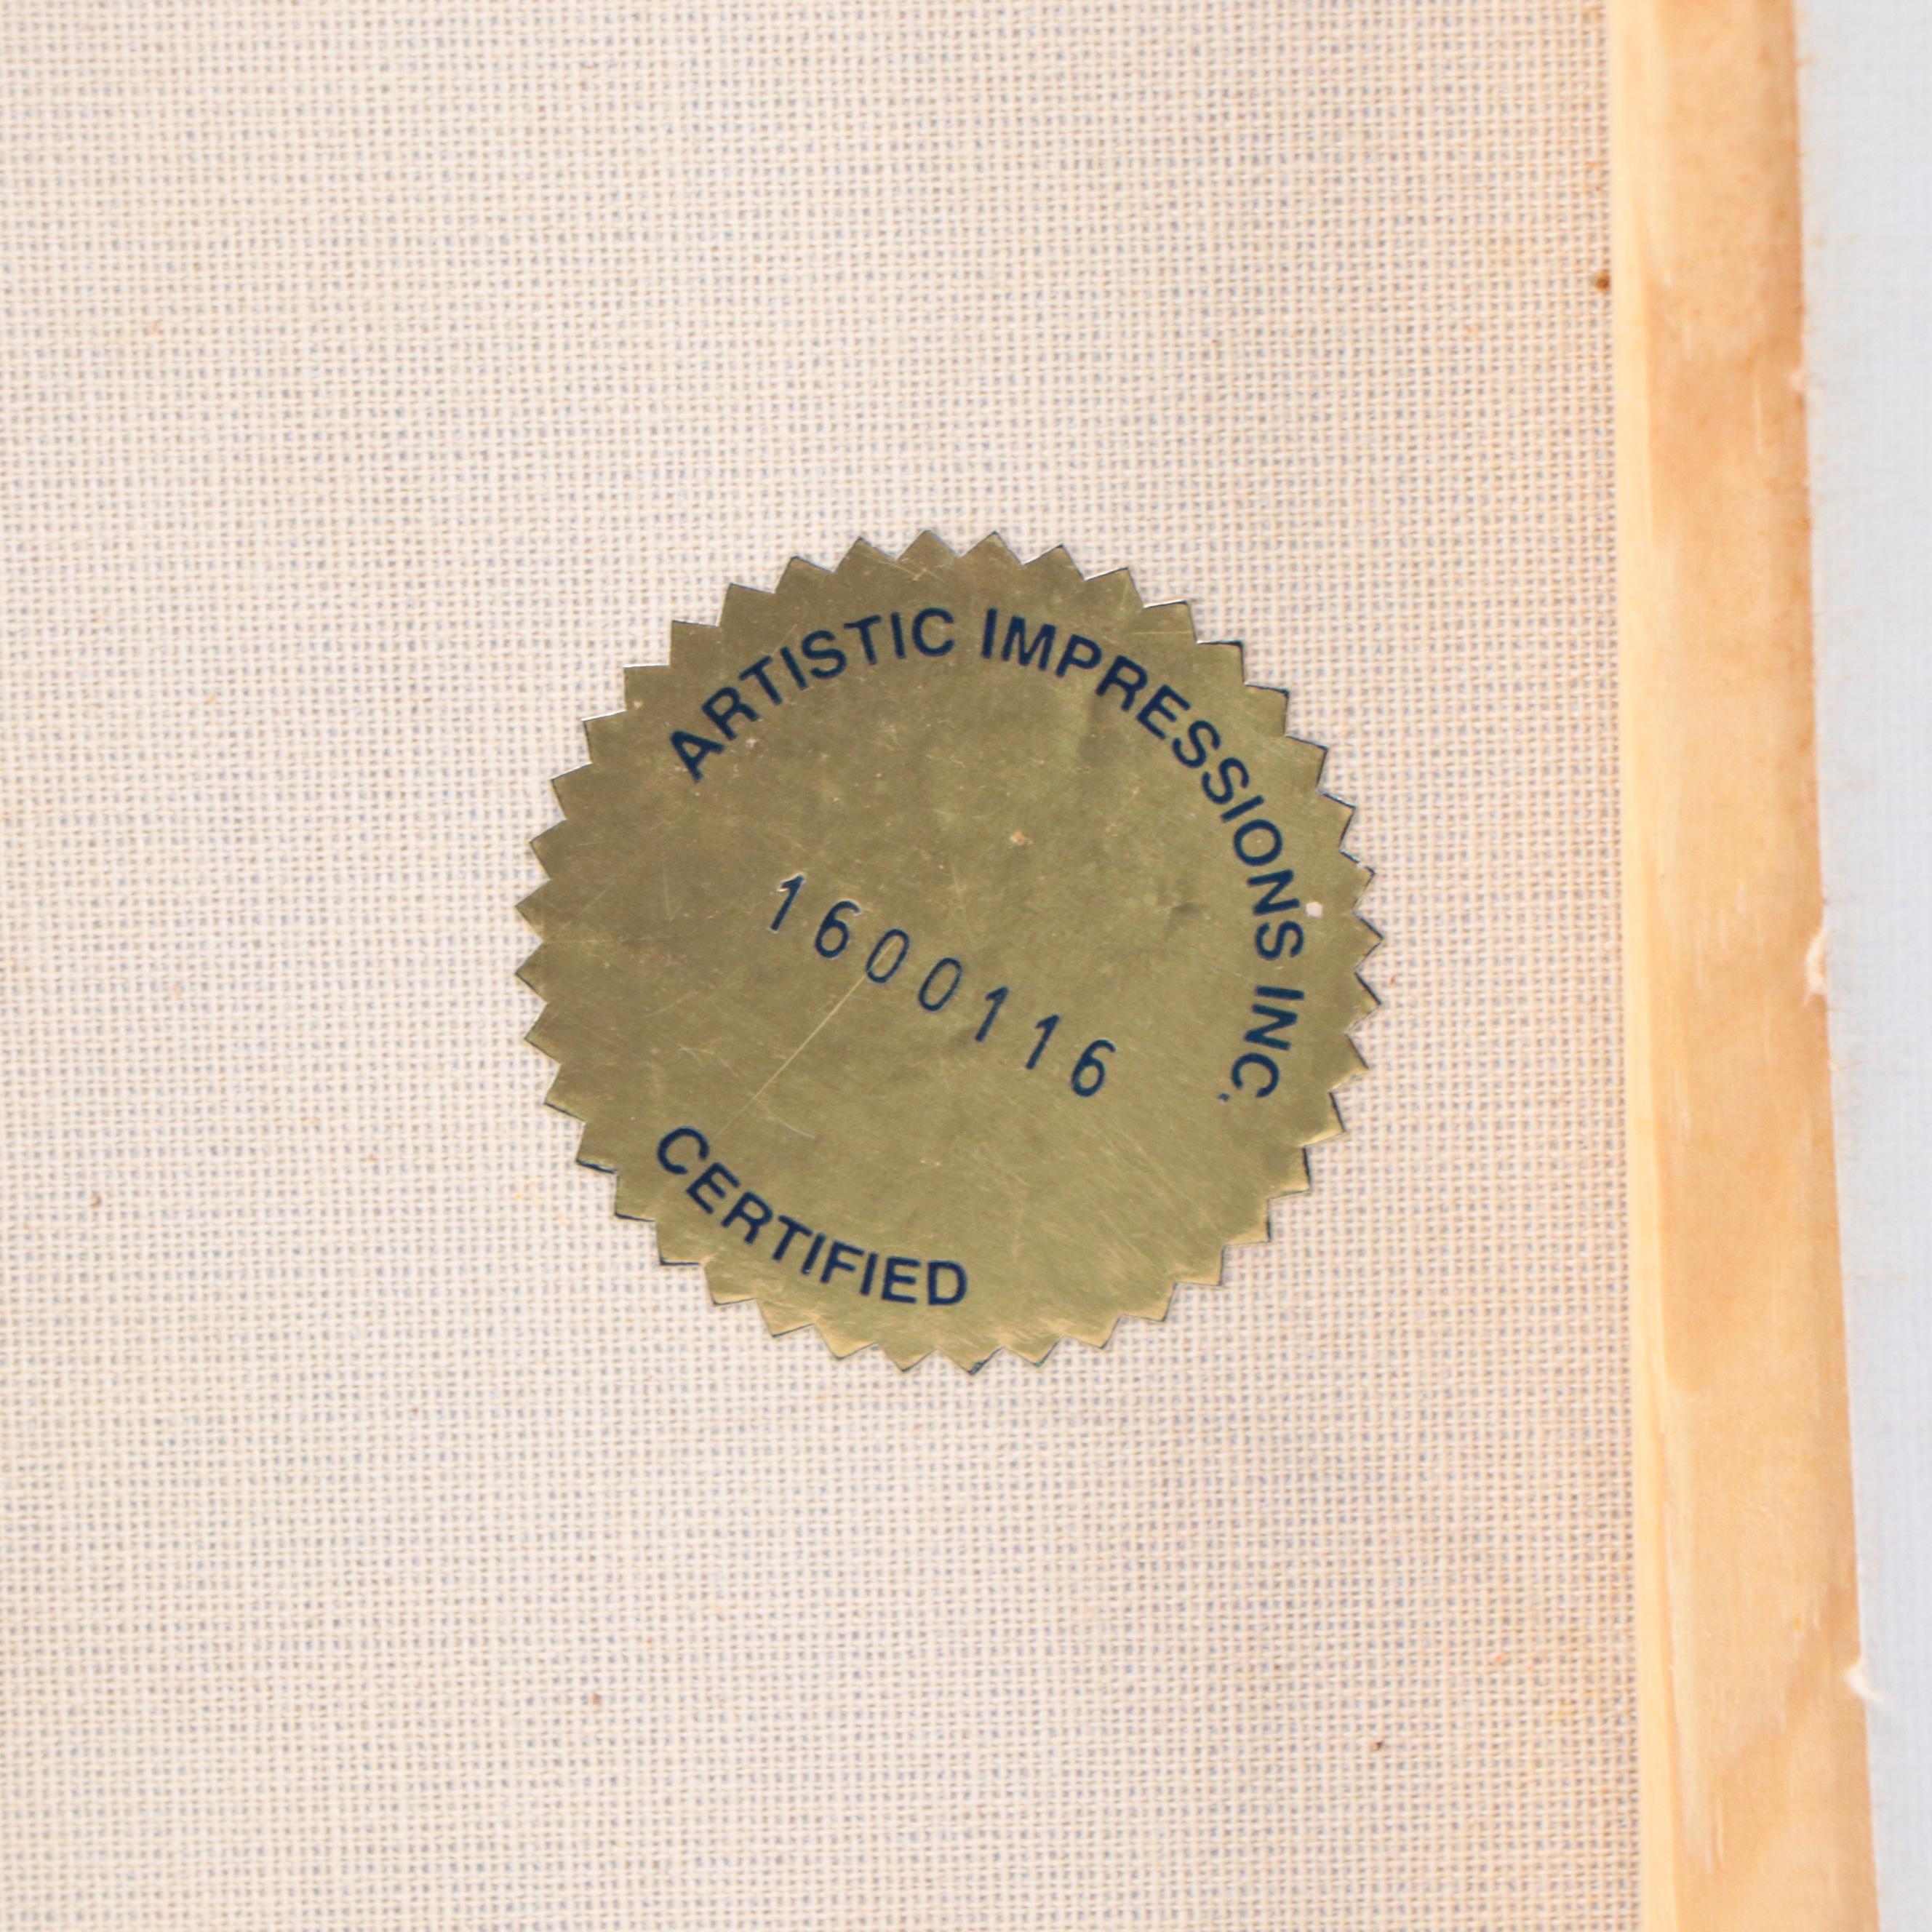 ARTISTIC IMPRESSIONS INC.
1600116
CERTIFIED